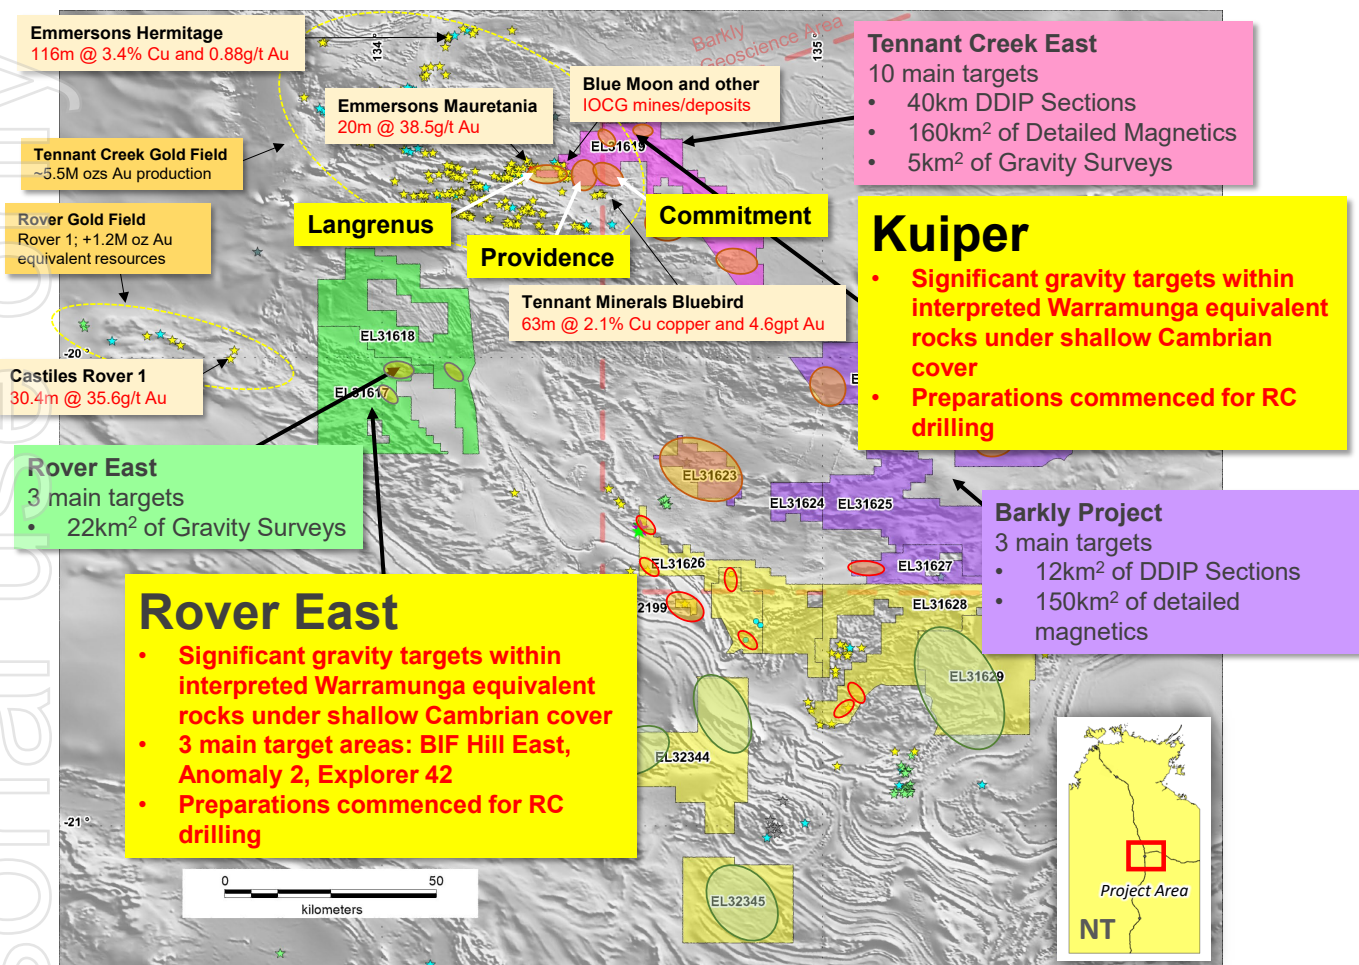 Emmersons Hermitage
116m @ 3.4% Cu and 0.88g/t Au
134 °
Barkly
Geoscience Area
135 °
Tennant Creek East
10 main targets
• 40km DDIP Sections
• 160km² of Detailed Magnetics
• 5km² of Gravity Surveys
Blue Moon and other
IOCG mines/deposits
Emmersons Mauretania
20m @ 38.5g/t Au
EL31619
Tennant Creek Gold Field
~5.5M ozs Au production
Rover Gold Field
Rover 1; +1.2M oz Au
equivalent resources
Langrenus
Providence
Commitment
Kuiper
• Significant gravity targets within
interpreted Warramunga equivalent
rocks under shallow Cambrian
cover
• Preparations commenced for RC
drilling
Tennant Minerals Bluebird
63m @ 2.1% Cu copper and 4.6gpt Au
EL31618
-20 °
Castiles Rover 1
30.4m @ 35.6g/t Au
EL31617
Rover East
3 main targets
• 22km² of Gravity Surveys
EL31623
EL31624
EL31625
Barkly Project
3 main targets
• 12km² of DDIP Sections
• 150km² of detailed
magnetics
EL31626
EL31627
EL31628
2199
EL31629
Rover East
• Significant gravity targets within
interpreted Warramunga equivalent
rocks under shallow Cambrian cover
• 3 main target areas: BIF Hill East,
Anomaly 2, Explorer 42
• Preparations commenced for RC
drilling
EL32344
-21 °
EL32345
0 50
kilometers
Project Area
NT
sonal use only